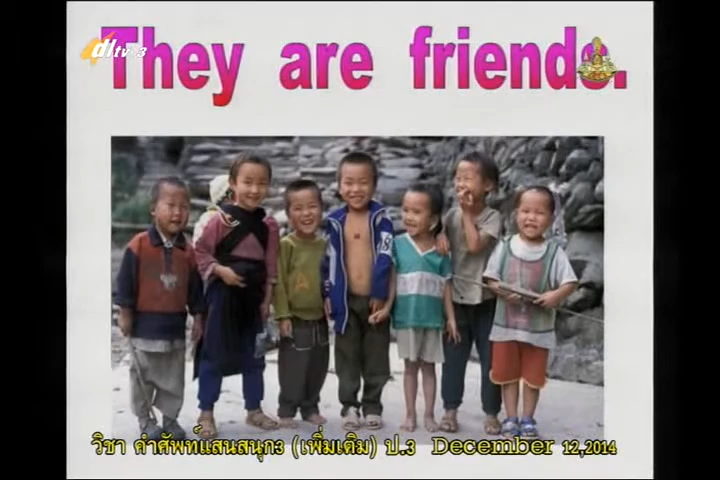 dltv 3
They are friends.
8
วิชา คำศัพท์แสนสนุก3 (เพิ่มเติม) ป.3 December 12,2014